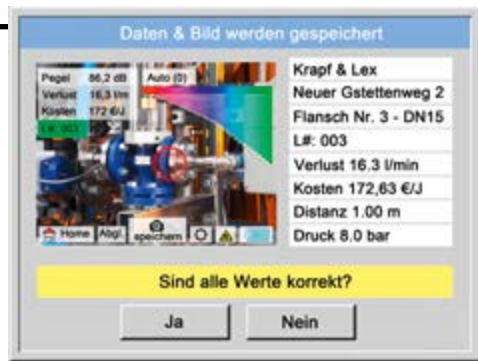 Daten & Bild werden gespeichert
Pegel 86,2 dB
Auto (0)
Verlust 16,3 l/m
Kosten 172 €/J
L#: 003
Home
Abgl.
speichern
Krapf & Lex
Neuer Gstettenweg 2
Flansch Nr. 3 - DN15
L#: 003
Verlust 16.3 l/min
Kosten 172,63 €/J
Distanz 1.00 m
Druck 8.0 bar
Sind alle Werte korrekt?
Ja
Nein